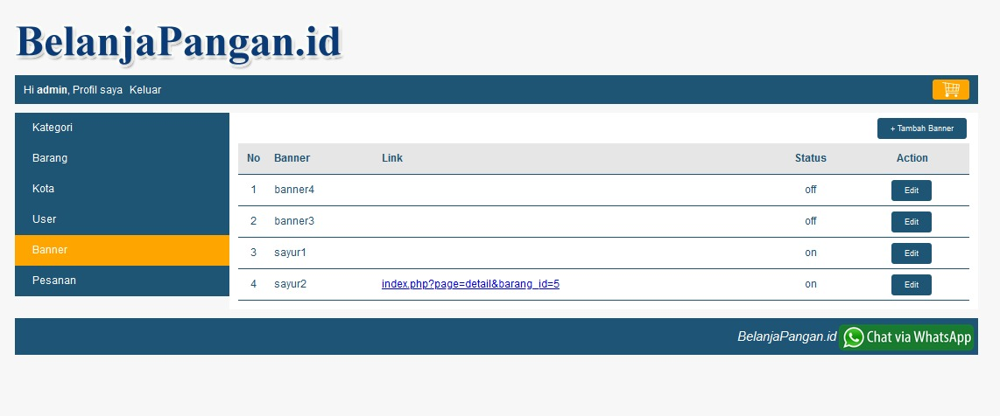 BelanjaPangan.id
Hi admin, Profil saya Keluar
Kategori
Barang
Kota
User
Banner
Pesanan
+ Tambah Banner
No Banner Link Status Action
1 banner4 off Edit
2 banner3 off Edit
3 sayur1 on Edit
4 sayur2 index.php?page=detail&barang_id=5 on Edit
BelanjaPangan.id Chat via WhatsApp